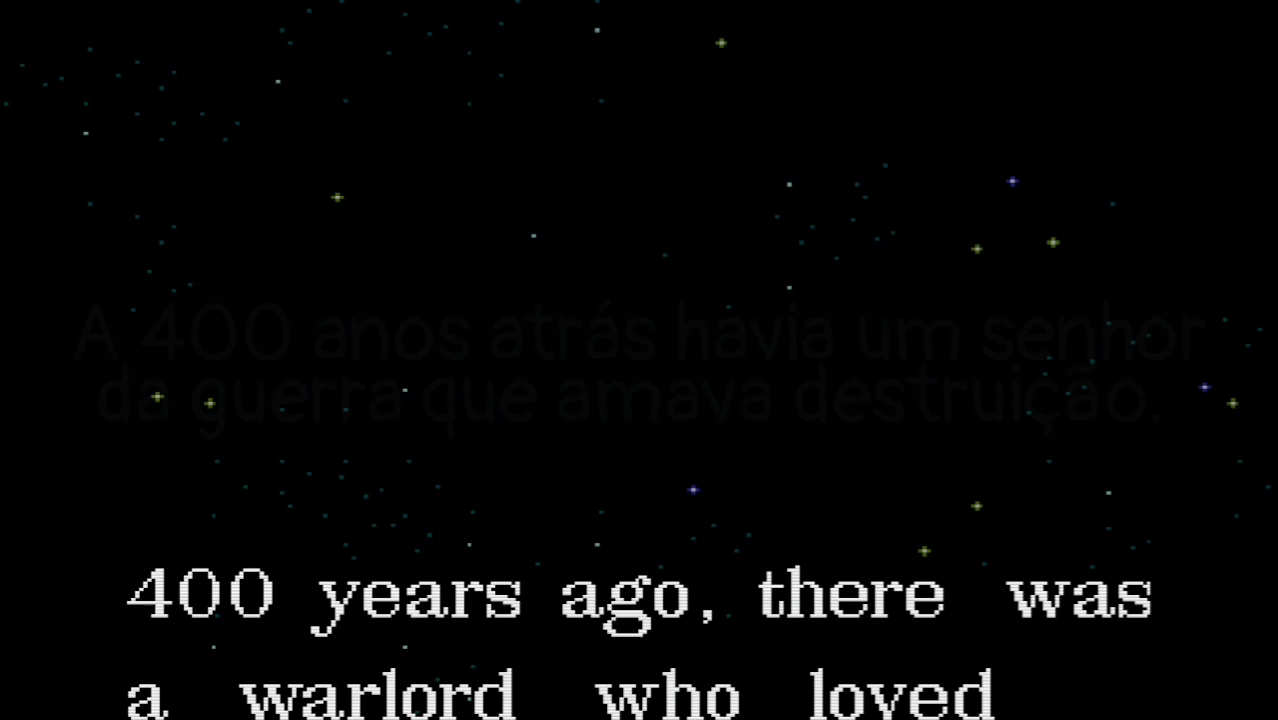 A 400 anos atrás havia um senhor
da guerra que amava destruição.
400 years ago, there was
a warlord who loved